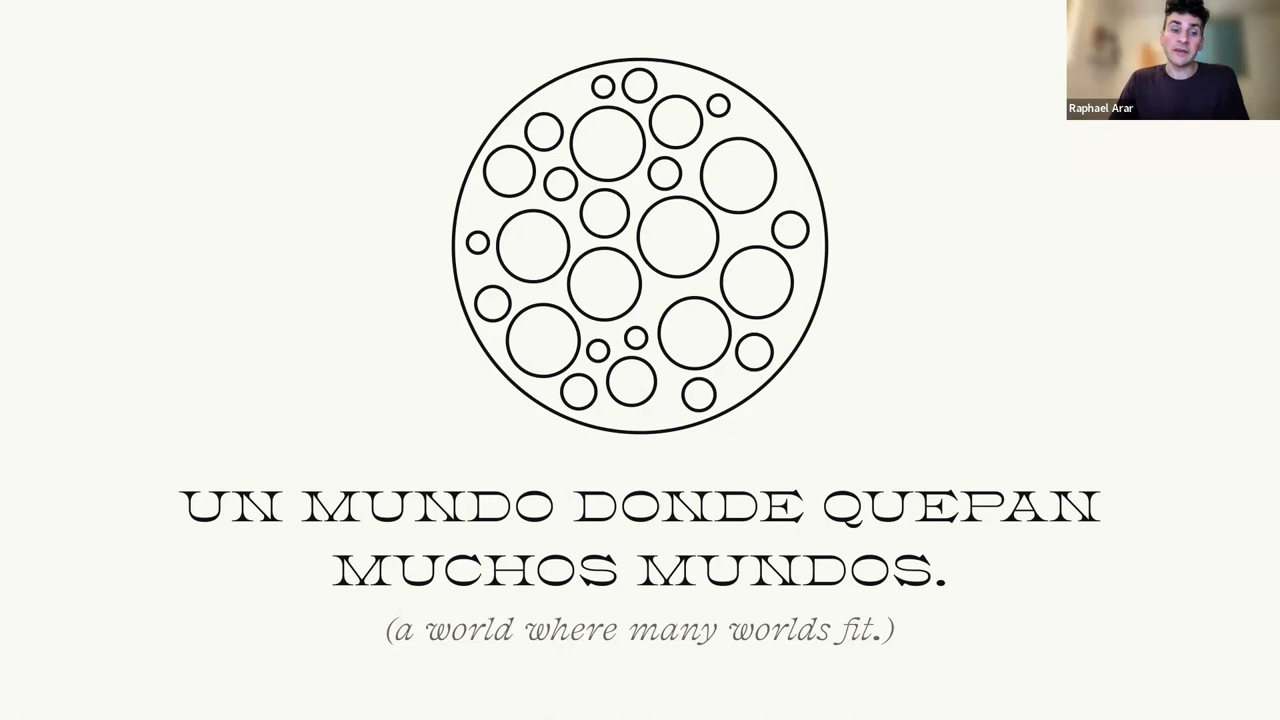 Raphael Arar
UN MUNDO DONDE QUEPAN
MUCHOS MUNDOS.
(a world where many worlds fit.)